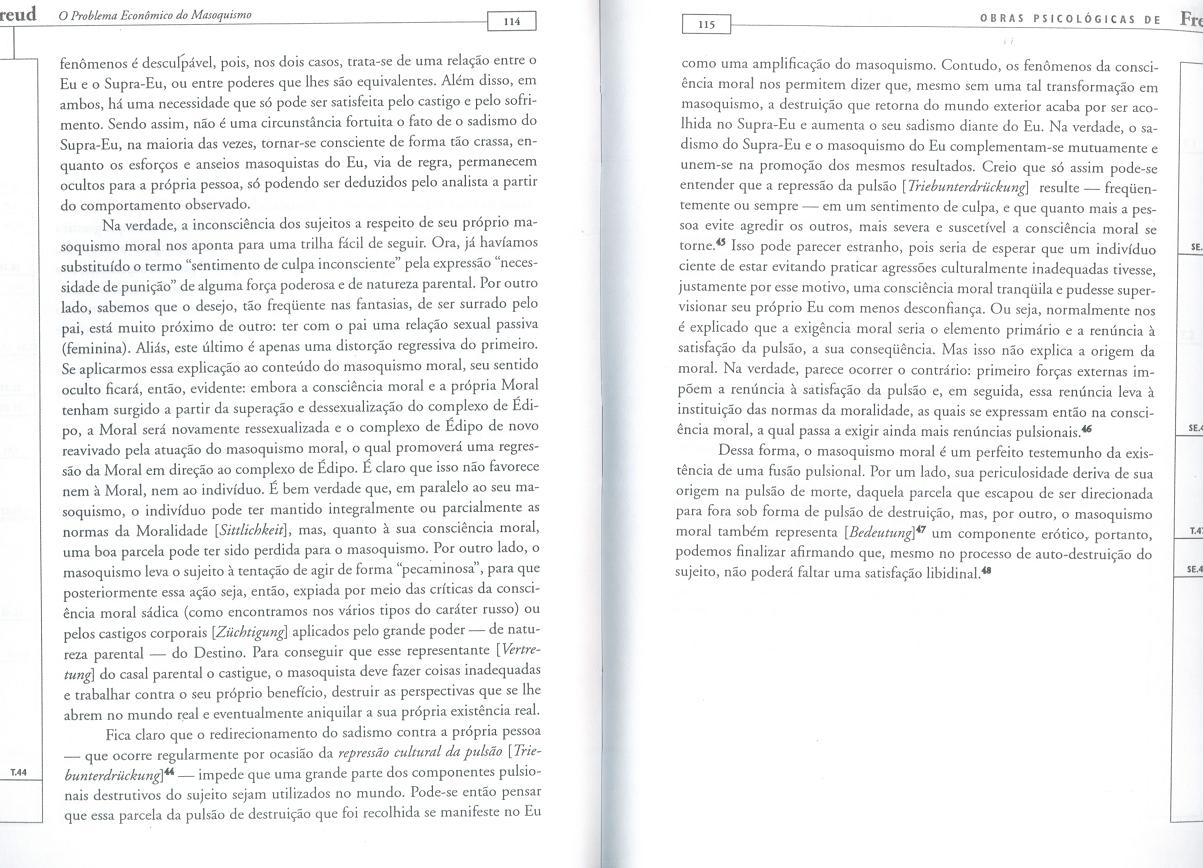 reud
O Problema Econômico do Masoquismo
114
fenômenos é desculpável, pois, nos dois casos, trata-se de uma relação entre o
Eu e o Supra-Eu, ou entre poderes que lhes são equivalentes. Além disso, em
ambos, há uma necessidade que só pode ser satisfeita pelo castigo e pelo sofri-
mento. Sendo assim, não é uma circunstância fortuita o fato de o sadismo do
Supra-Eu, na maioria das vezes, tornar-se consciente de forma tão crassa, en-
quanto os esforços e anseios masoquistas do Eu, via de regra, permanecem
ocultos para a própria pessoa, só podendo ser deduzidos pelo analista a partir
do comportamento observado.
Na verdade, a inconsciência dos sujeitos a respeito de seu próprio ma-
soquismo moral nos aponta para uma trilha fácil de seguir. Ora, já havíamos
substituído o termo “sentimento de culpa inconsciente” pela expressão “neces-
sidade de punição” de alguma força poderosa e de natureza parental. Por outro
lado, sabemos que o desejo, tão freqüente nas fantasias, de ser surrado pelo
pai, está muito próximo de outro: ter com o pai uma relação sexual passiva
(feminina). Aliás, este último é apenas uma distorção regressiva do primeiro.
Se aplicarmos essa explicação ao conteúdo do masoquismo moral, seu sentido
oculto ficará, então, evidente: embora a consciência moral e a própria Moral
tenham surgido a partir da superação e dessexualização do complexo de Édi-
po, a Moral será novamente ressexualizada e o complexo de Édipo de novo
reavivado pela atuação do masoquismo moral, o qual promoverá uma regres-
são da Moral em direção ao complexo de Édipo. É claro que isso não favorece
nem à Moral, nem ao indivíduo. É bem verdade que, em paralelo ao seu ma-
soquismo, o indivíduo pode ter mantido integralmente ou parcialmente as
normas da Moralidade [Sittlichkeit], mas, quanto à sua consciência moral,
uma boa parcela pode ter sido perdida para o masoquismo. Por outro lado, o
masoquismo leva o sujeito à tentação de agir de forma “pecaminosa”, para que
posteriormente essa ação seja, então, expiada por meio das críticas da consci-
ência moral sádica (como encontramos nos vários tipos do caráter russo) ou
pelos castigos corporais [Züchtigung] aplicados pelo grande poder — de natu-
reza parental — do Destino. Para conseguir que esse representante [Vertre-
tung] do casal parental o castigue, o masoquista deve fazer coisas inadequadas
e trabalhar contra o seu próprio benefício, destruir as perspectivas que se lhe
abrem no mundo real e eventualmente aniquilar a sua própria existência real.
Fica claro que o redirecionamento do sadismo contra a própria pessoa
— que ocorre regularmente por ocasião da repressão cultural da pulsão [Trie-
bunterdrückung]44 — impede que uma grande parte dos componentes pulsio-
nais destrutivos do sujeito sejam utilizados no mundo. Pode-se então pensar
que essa parcela da pulsão de destruição que foi recolhida se manifeste no Eu
T.44
115
OBRAS PSICOLÓGICAS DE
Fre
como uma amplificação do masoquismo. Contudo, os fenômenos da consci-
ência moral nos permitem dizer que, mesmo sem uma tal transformação em
masoquismo, a destruição que retorna do mundo exterior acaba por ser aco-
lhida no Supra-Eu e aumenta o seu sadismo diante do Eu. Na verdade, o sa-
dismo do Supra-Eu e o masoquismo do Eu complementam-se mutuamente e
unem-se na promoção dos mesmos resultados. Creio que só assim pode-se
entender que a repressão da pulsão [Triebunterdrückung] resulte — freqüen-
temente ou sempre — em um sentimento de culpa, e que quanto mais a pes-
soa evite agredir os outros, mais severa e suscetível a consciência moral se
torne.45 Isso pode parecer estranho, pois seria de esperar que um indivíduo
ciente de estar evitando praticar agressões culturalmente inadequadas tivesse,
justamente por esse motivo, uma consciência moral tranqüila e pudesse super-
visionar seu próprio Eu com menos desconfiança. Ou seja, normalmente nos
é explicado que a exigência moral seria o elemento primário e a renúncia à
satisfação da pulsão, a sua conseqüência. Mas isso não explica a origem da
moral. Na verdade, parece ocorrer o contrário: primeiro forças externas im-
põem a renúncia à satisfação da pulsão e, em seguida, essa renúncia leva à
instituição das normas da moralidade, as quais se expressam então na consci-
ência moral, a qual passa a exigir ainda mais renúncias pulsionais.46
Dessa forma, o masoquismo moral é um perfeito testemunho da exis-
tência de uma fusão pulsional. Por um lado, sua periculosidade deriva de sua
origem na pulsão de morte, daquela parcela que escapou de ser direcionada
para fora sob forma de pulsão de destruição, mas, por outro, o masoquismo
moral também representa [Bedeutung]47 um componente erótico, portanto,
podemos finalizar afirmando que, mesmo no processo de auto-destruição do
sujeito, não poderá faltar uma satisfação libidinal.48
SE.
SE.4
T.47
SE.4